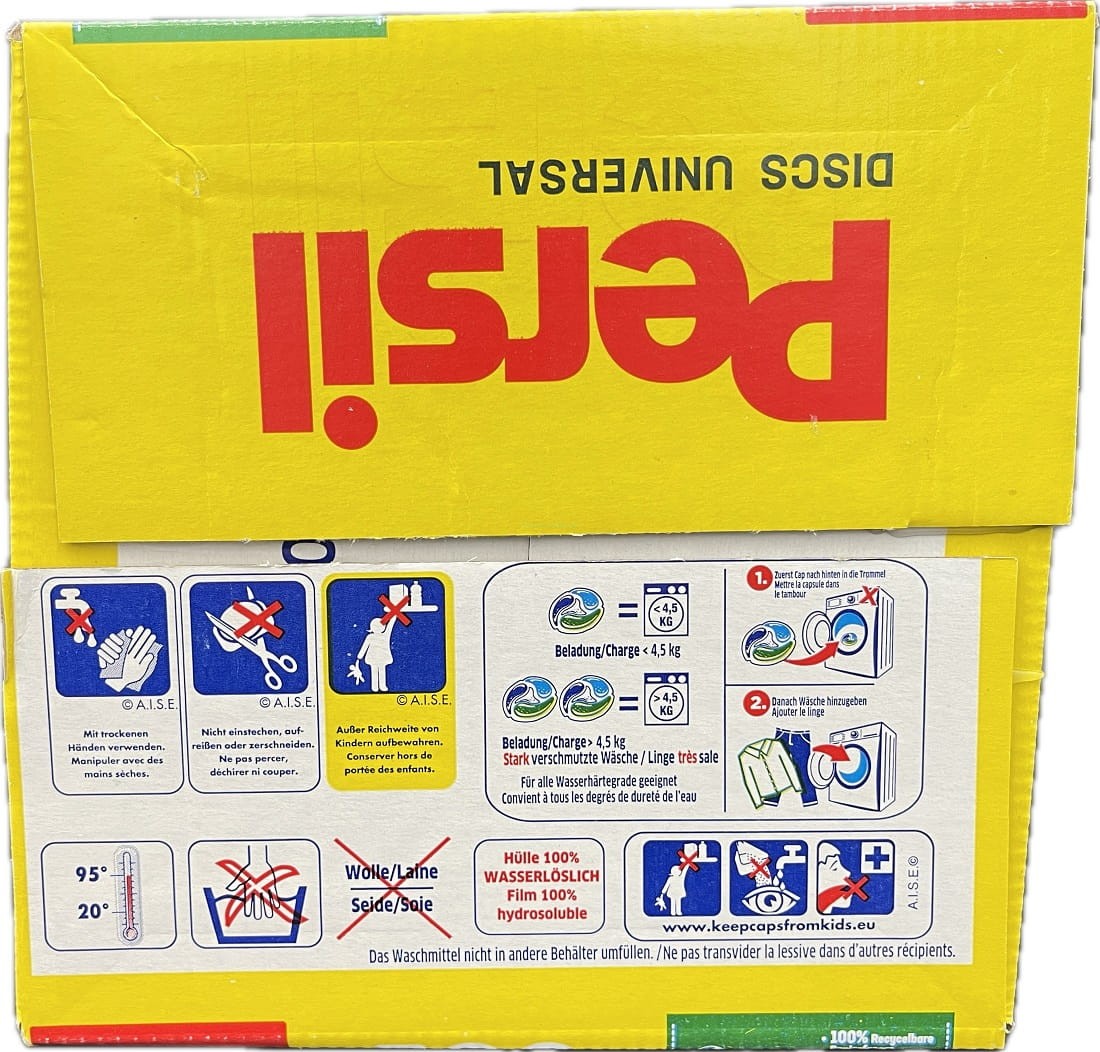 DISCS UNIVERSAL
Persil
© A.I.S.E.
Mit trockenen
Händen verwenden.
Manipuler avec des
mains sèches.
© A.I.S.E.
Nicht einstechen, auf-
reißen oder zerschneiden.
Ne pas percer,
déchirer ni couper.
© A.I.S.E.
Außer Reichweite von
Kindern aufbewahren.
Conserver hors de
portée des enfants.
=
< 4,5
KG
Beladung/Charge < 4,5 kg
=
> 4,5
KG
Beladung/Charge > 4,5 kg
Stark verschmutzte Wäsche / Linge très sale
Für alle Wasserhärtegrade geeignet
Convient à tous les degrés de dureté de l'eau
1. Zuerst Cap nach hinten in die Trommel
Mettre la capsule dans
le tambour
2. Danach Wäsche hinzugeben
Ajouter le linge
95°
20°
Wolle/Laine
Seide/Soie
Hülle 100%
WASSERLÖSLICH
Film 100%
hydrosoluble
www.keepcapsfromkids.eu
A.I.S.E.©
Das Waschmittel nicht in andere Behälter umfüllen. / Ne pas transvider la lessive dans d'autres récipients.
• 100% Recycelbare